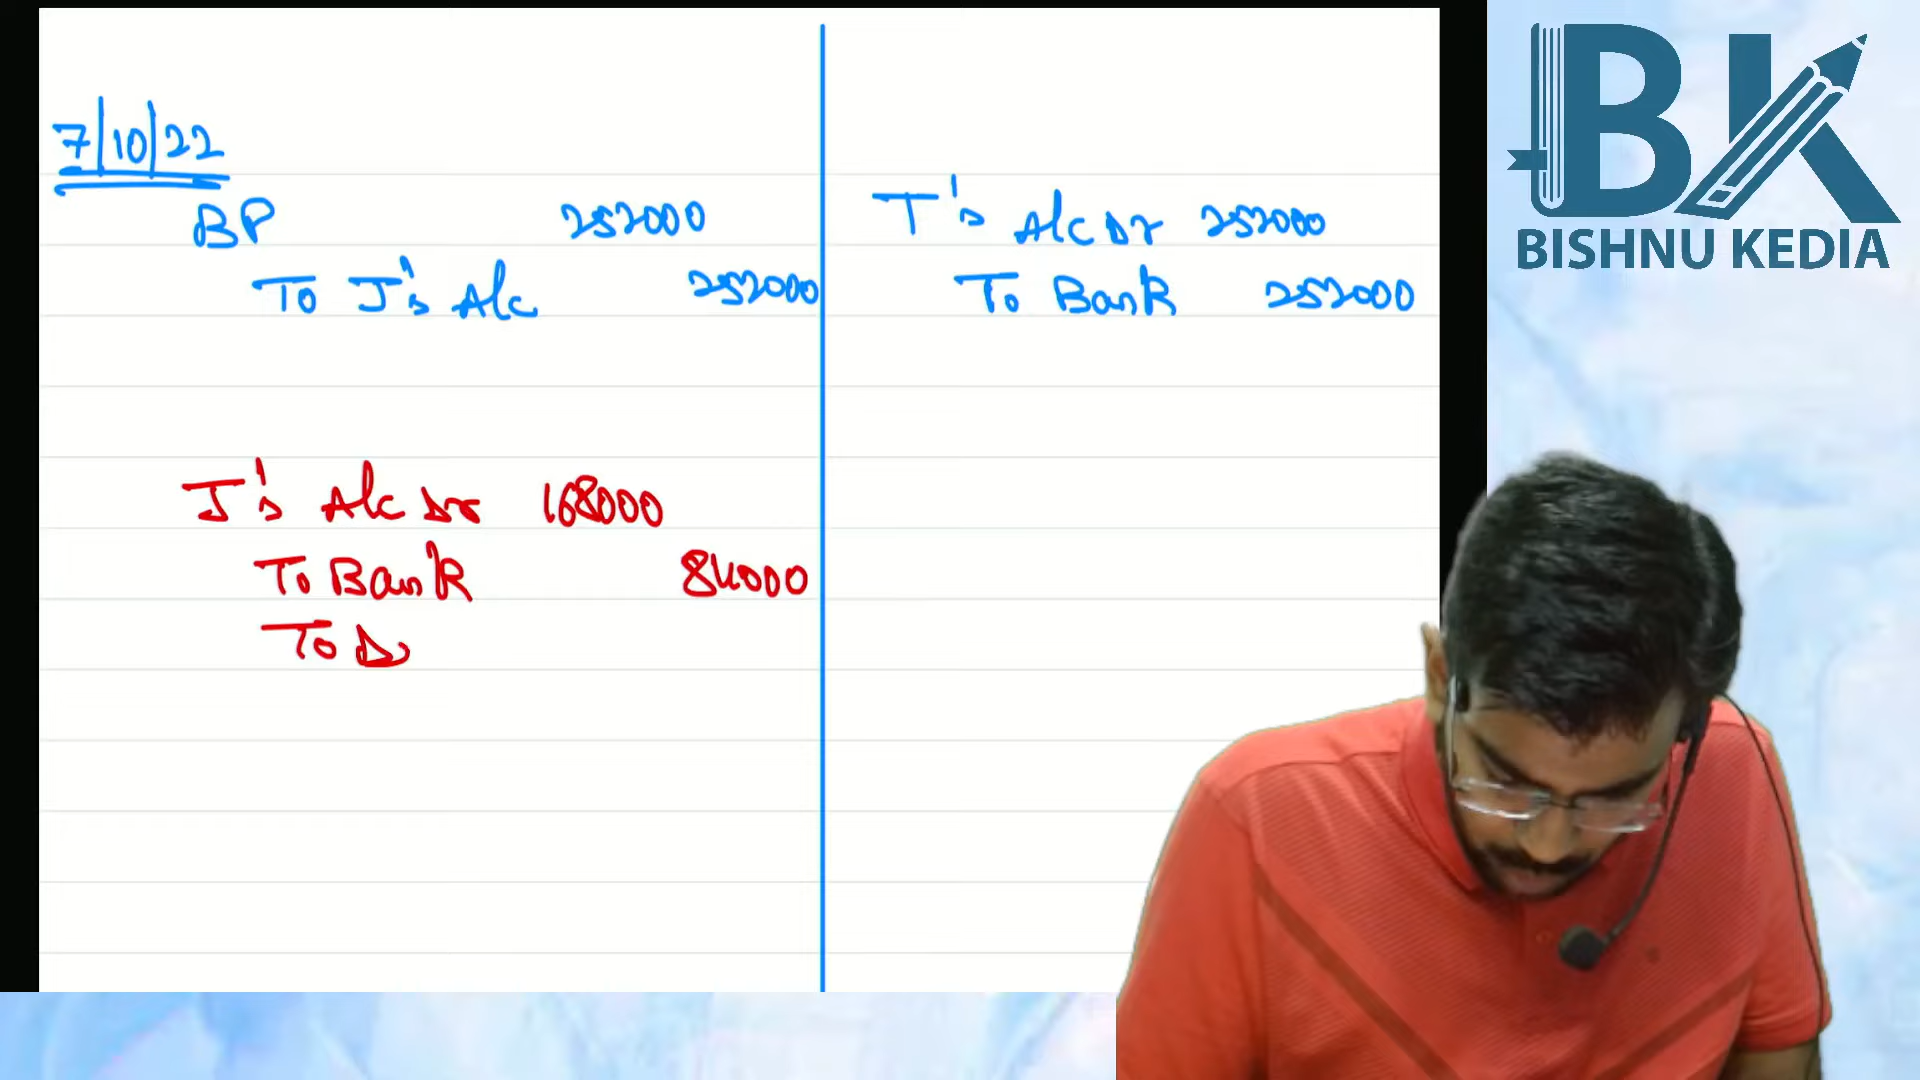 7/10/22
BP 252000
To J's A/c 252000
J's A/c Dr 168000
To Bank 84000
To D
T's A/c Dr 252000
To Bank 252000
BK
BISHNU KEDIA